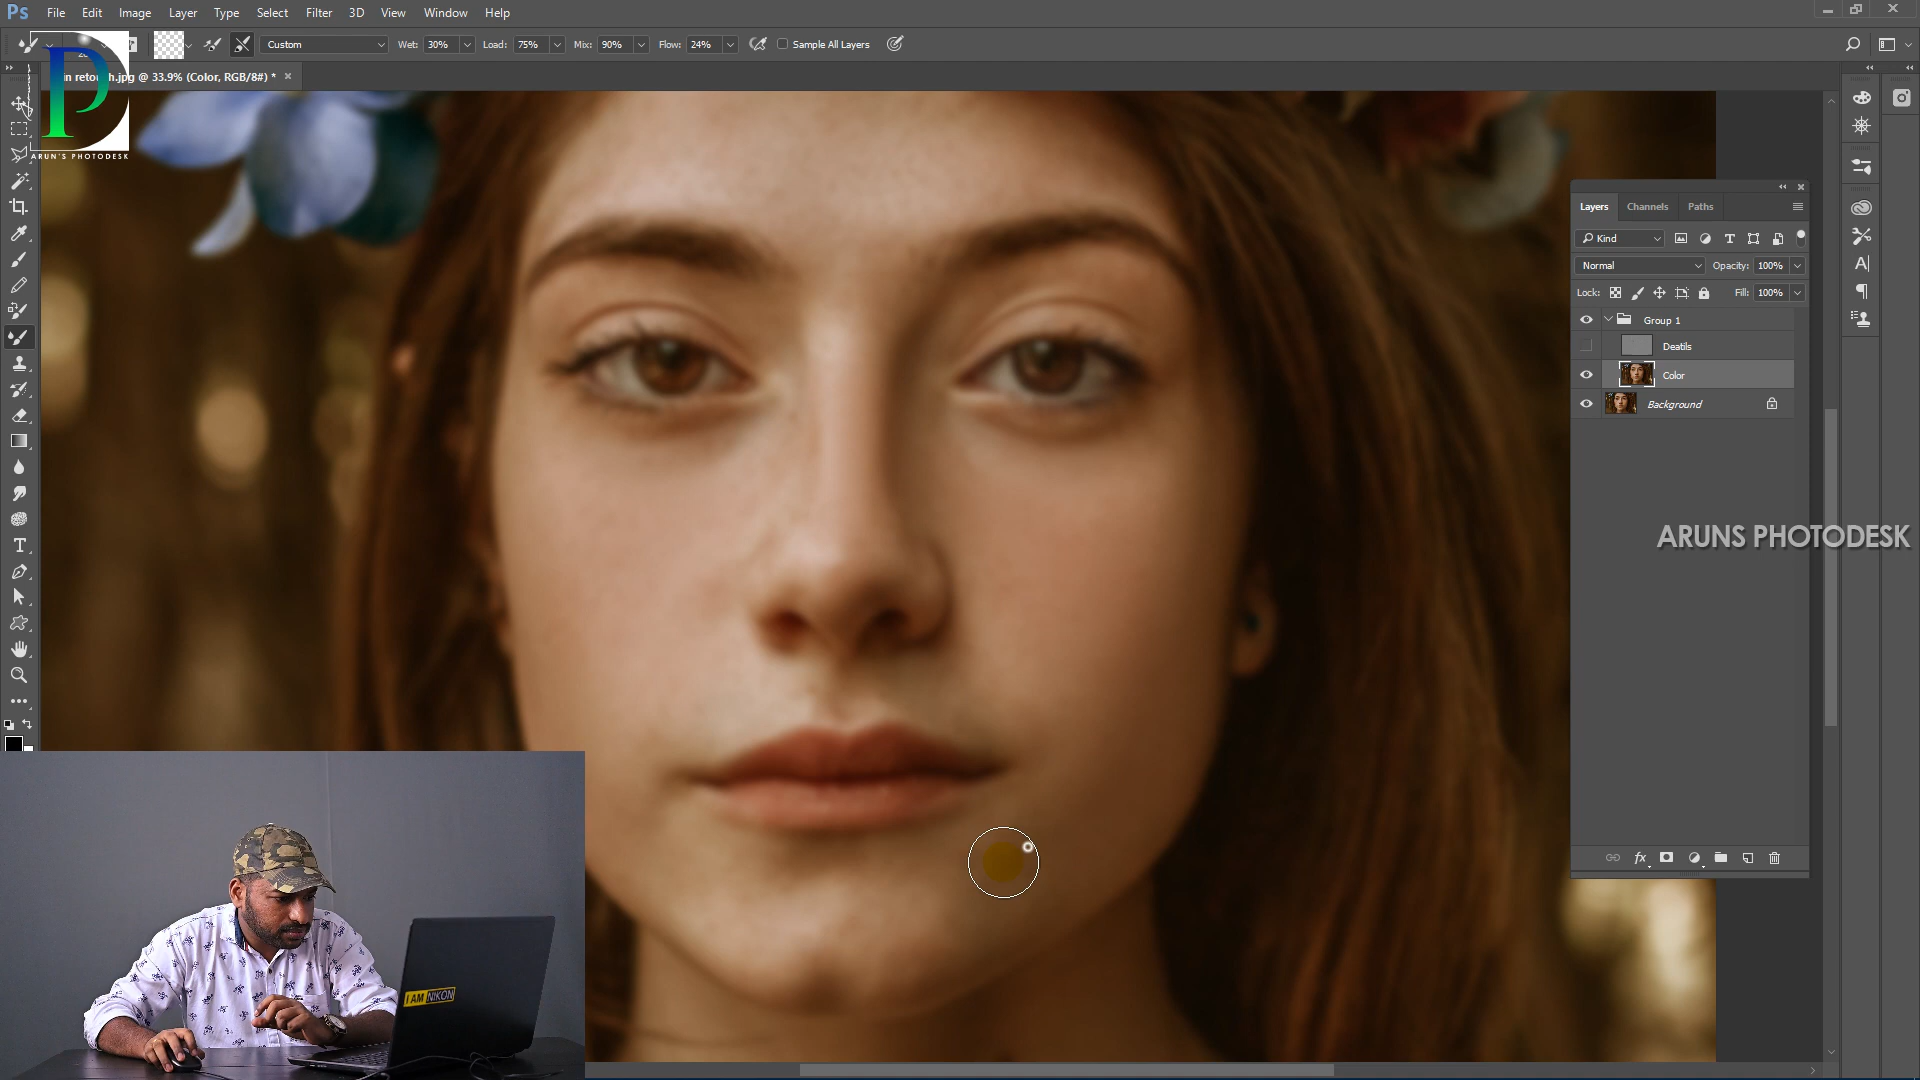 Ps File Edit Image Layer Type Select Filter 3D View Window Help
Custom Wet: 30% Load: 75% Mix: 90% Flow: 24% Sample All Layers
in retouch.jpg @ 33.9% (Color, RGB/8#) *
ARUN'S PHOTODESK
Layers Channels Paths
Kind
Normal Opacity: 100%
Lock: Fill: 100%
Group 1
Deatils
Color
Background
ARUNS PHOTODESK
I AM NIKON